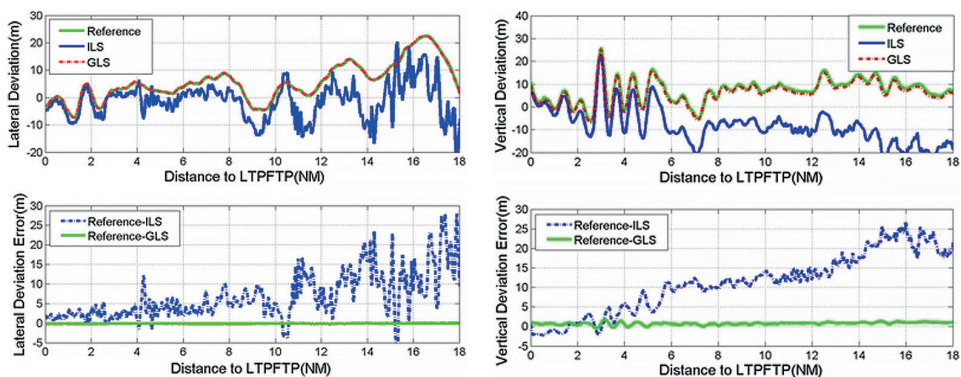 Lateral Deviation(m)
30
20
10
0
-10
-20
Reference
ILS
GLS
0 2 4 6 8 10 12 14 16 18
Distance to LTPFTP(NM)
Vertical Deviation(m)
40
30
20
10
0
-10
-20
Reference
ILS
GLS
0 2 4 6 8 10 12 14 16 18
Distance to LTPFTP(NM)
Lateral Deviation Error(m)
30
25
20
15
10
5
0
-5
Reference-ILS
Reference-GLS
0 2 4 6 8 10 12 14 16 18
Distance to LTPFTP(NM)
Vertical Deviation Error(m)
30
25
20
15
10
5
0
-5
Reference-ILS
Reference-GLS
0 2 4 6 8 10 12 14 16 18
Distance to LTPFTP(NM)